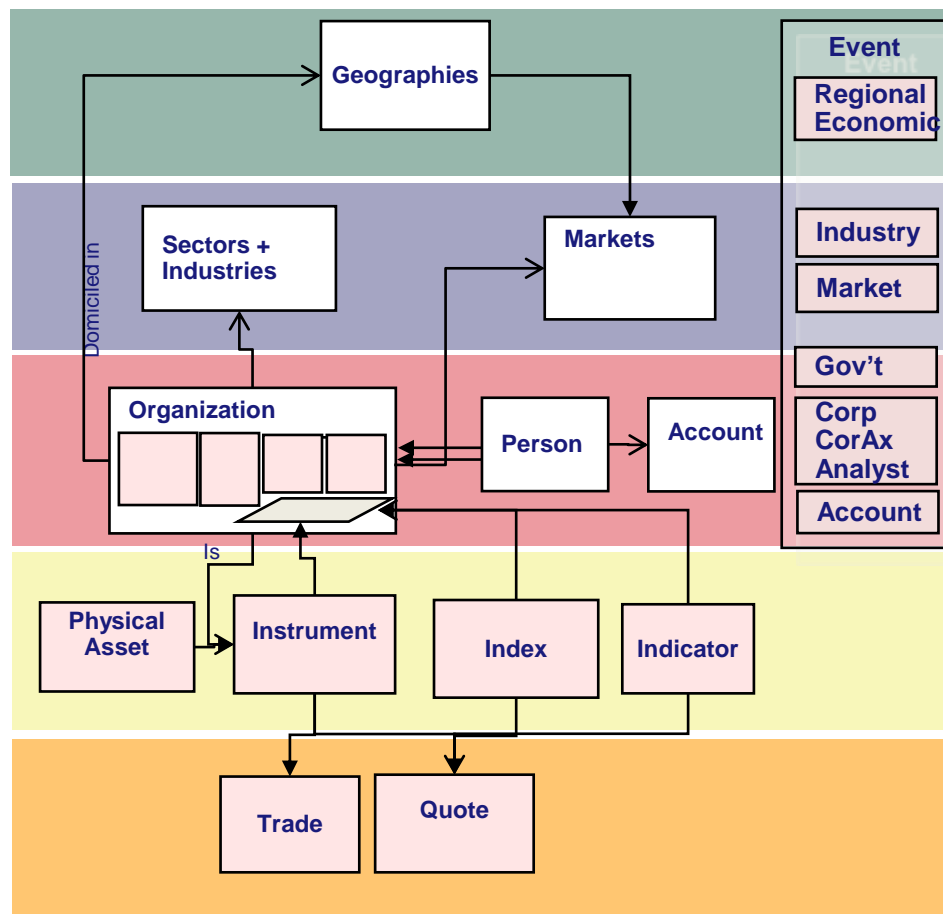 Geographies
Event
Event
Regional
Economic
Domiciled in
Sectors +
Industries
Markets
Industry
Market
Organization
Person
Account
Gov't
Corp
CorAx
Analyst
Account
Is
Physical
Asset
Instrument
Index
Indicator
Trade
Quote